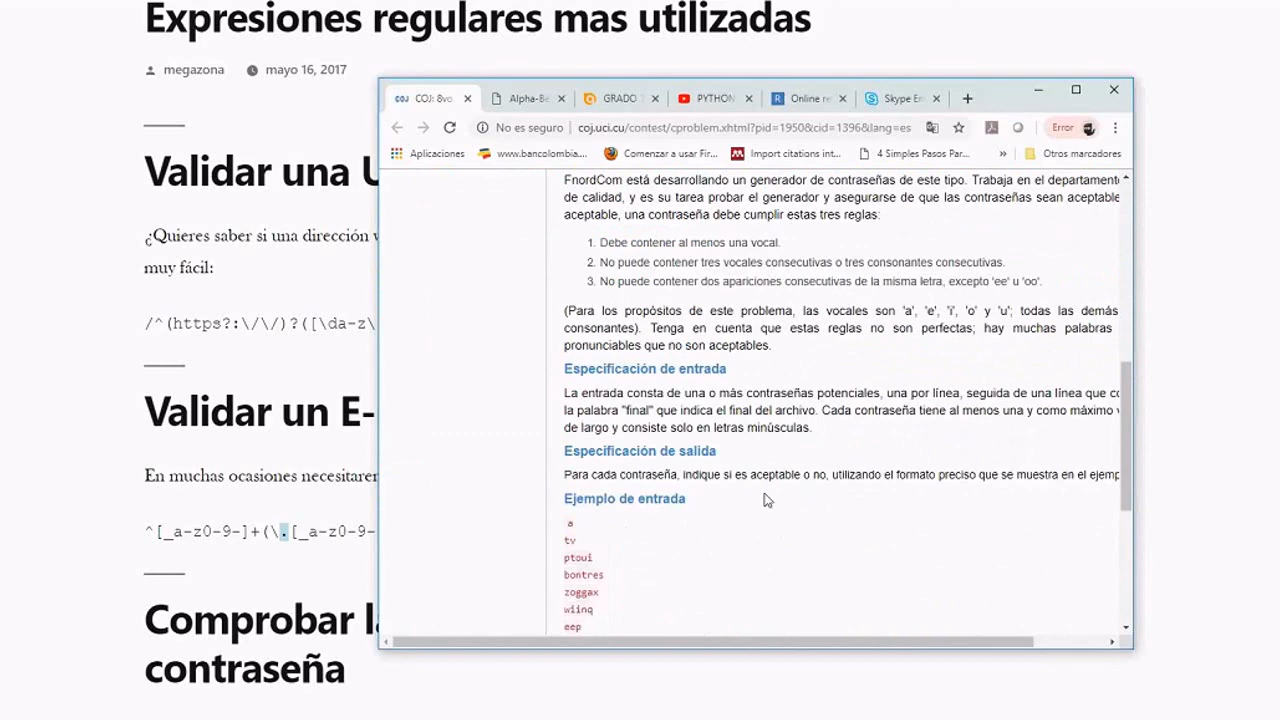 Expresiones regulares mas utilizadas
megazona mayo 16, 2017
Validar una U
¿Quieres saber si una dirección v
muy fácil:
/^(https?:\/\/)?([\da-z\
Validar un E-
En muchas ocasiones necesitarer
^[_a-z0-9-]+(\.[_a-z0-9-
Comprobar la
contraseña
COJ COJ: 8vo. Alpha-Be GRADO PYTHON Online re Skype En
No es seguro coj.uci.cu/contest/cproblem.xhtml?pid=1950&cid=1396&lang=es Error
Aplicaciones www.bancolombia... Comenzar a usar Fir... Import citations int... 4 Simples Pasos Par... » Otros marcadores
FnordCom está desarrollando un generador de contraseñas de este tipo. Trabaja en el departamento
de calidad, y es su tarea probar el generador y asegurarse de que las contraseñas sean aceptable
aceptable, una contraseña debe cumplir estas tres reglas:
1. Debe contener al menos una vocal.
2. No puede contener tres vocales consecutivas o tres consonantes consecutivas.
3. No puede contener dos apariciones consecutivas de la misma letra, excepto 'ee' u 'oo'.
(Para los propósitos de este problema, las vocales son 'a', 'e', 'i', 'o' y 'u'; todas las demás
consonantes). Tenga en cuenta que estas reglas no son perfectas; hay muchas palabras
pronunciables que no son aceptables.
Especificación de entrada
La entrada consta de una o más contraseñas potenciales, una por línea, seguida de una línea que co
la palabra "final" que indica el final del archivo. Cada contraseña tiene al menos una y como máximo v
de largo y consiste solo en letras minúsculas.
Especificación de salida
Para cada contraseña, indique si es aceptable o no, utilizando el formato preciso que se muestra en el ejemp
Ejemplo de entrada
a
tv
ptoui
bontres
zoggax
wiinq
eep